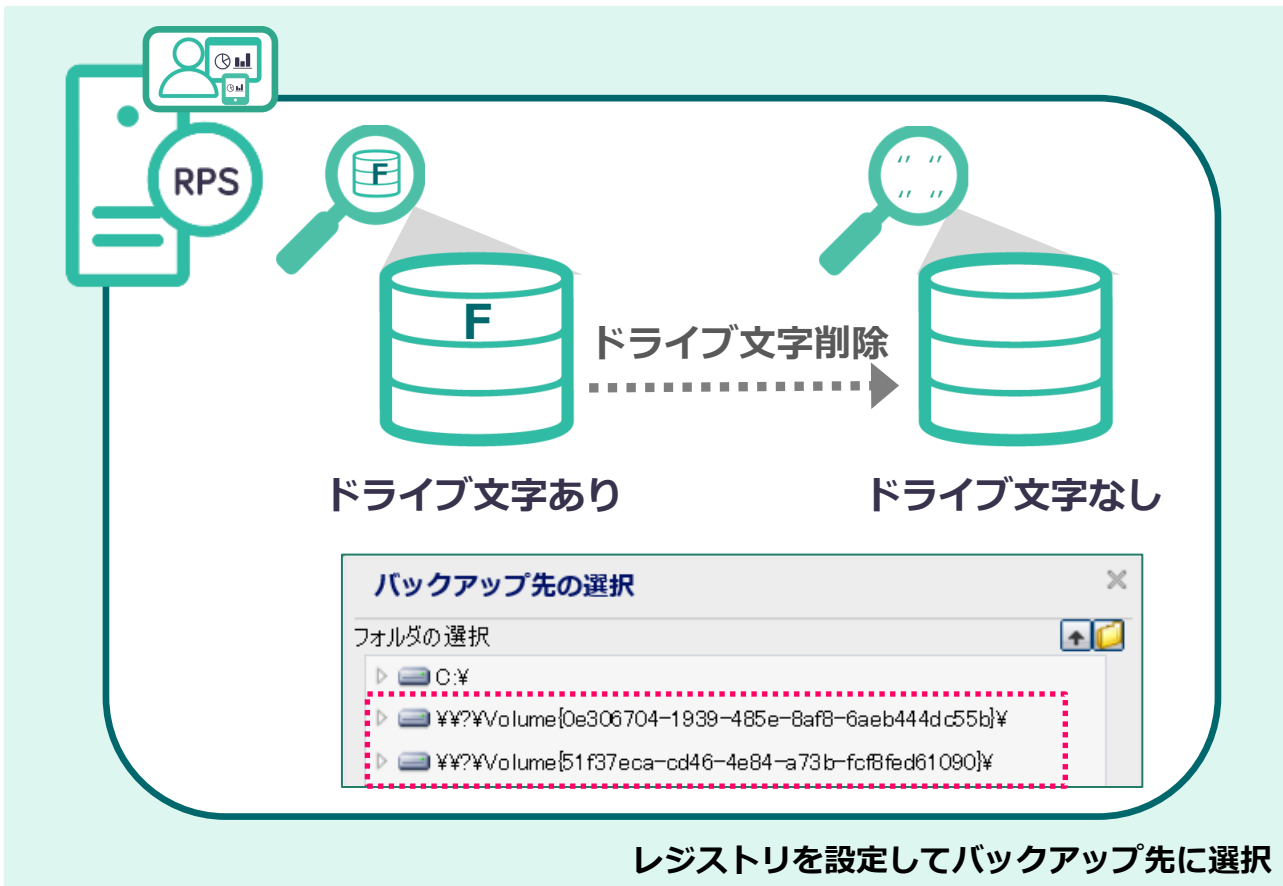 RPS
F
F
ドライブ文字削除
ドライブ文字あり
ドライブ文字なし
バックアップ先の選択
フォルダの選択
C:¥
¥¥?¥Volume{0e306704-1939-485e-8af8-6aeb444dc55b}¥
¥¥?¥Volume{51f37eca-cd46-4e84-a73b-fcf8fed61090}¥
レジストリを設定してバックアップ先に選択